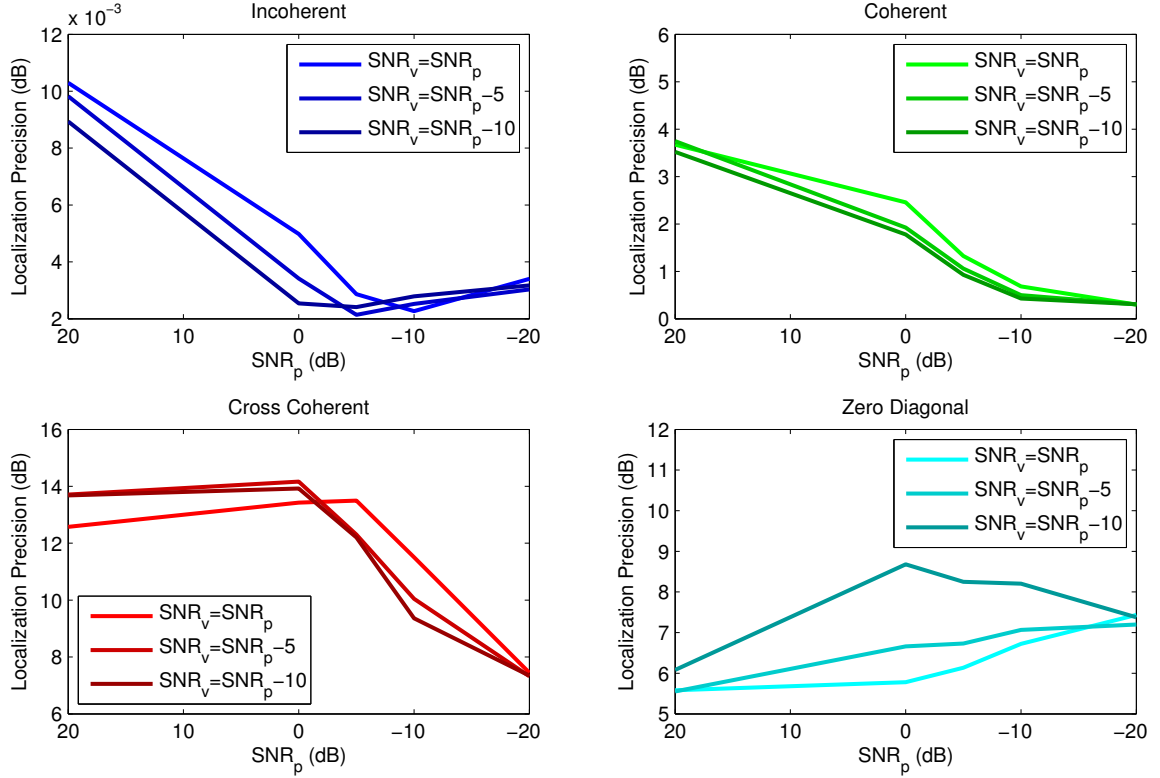 Incoherent
x 10⁻³
Localization Precision (dB)
12
10
8
6
4
2
20 10 0 −10 −20
SNR_p (dB)
SNR_v=SNR_p
SNR_v=SNR_p−5
SNR_v=SNR_p−10
Coherent
Localization Precision (dB)
6
5
4
3
2
1
0
20 10 0 −10 −20
SNR_p (dB)
SNR_v=SNR_p
SNR_v=SNR_p−5
SNR_v=SNR_p−10
Cross Coherent
Localization Precision (dB)
16
14
12
10
8
6
20 10 0 −10 −20
SNR_p (dB)
SNR_v=SNR_p
SNR_v=SNR_p−5
SNR_v=SNR_p−10
Zero Diagonal
Localization Precision (dB)
12
11
10
9
8
7
6
5
20 10 0 −10 −20
SNR_p (dB)
SNR_v=SNR_p
SNR_v=SNR_p−5
SNR_v=SNR_p−10